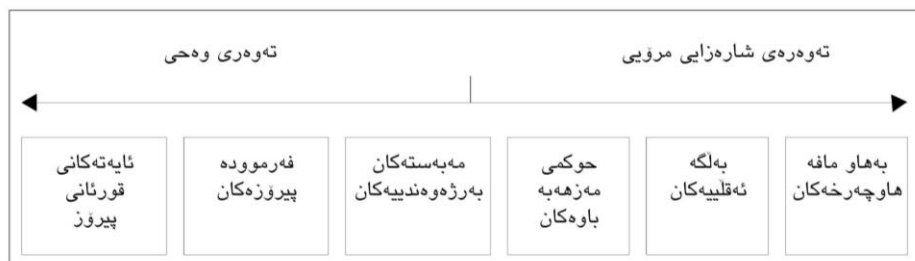 تەوەرەی شارەزایی مرۆیی
تەوەری وەحی
بەهاو مافە
هاوچەرخەکان
بەڵگە
ئەقڵییەکان
حوکمی
مەزهەبە
باوەکان
مەبەستەکان
بەرژەوەندییەکان
فەرموودە
پیرۆزەکان
ئایەتەکانی
قورئانی
پیرۆز